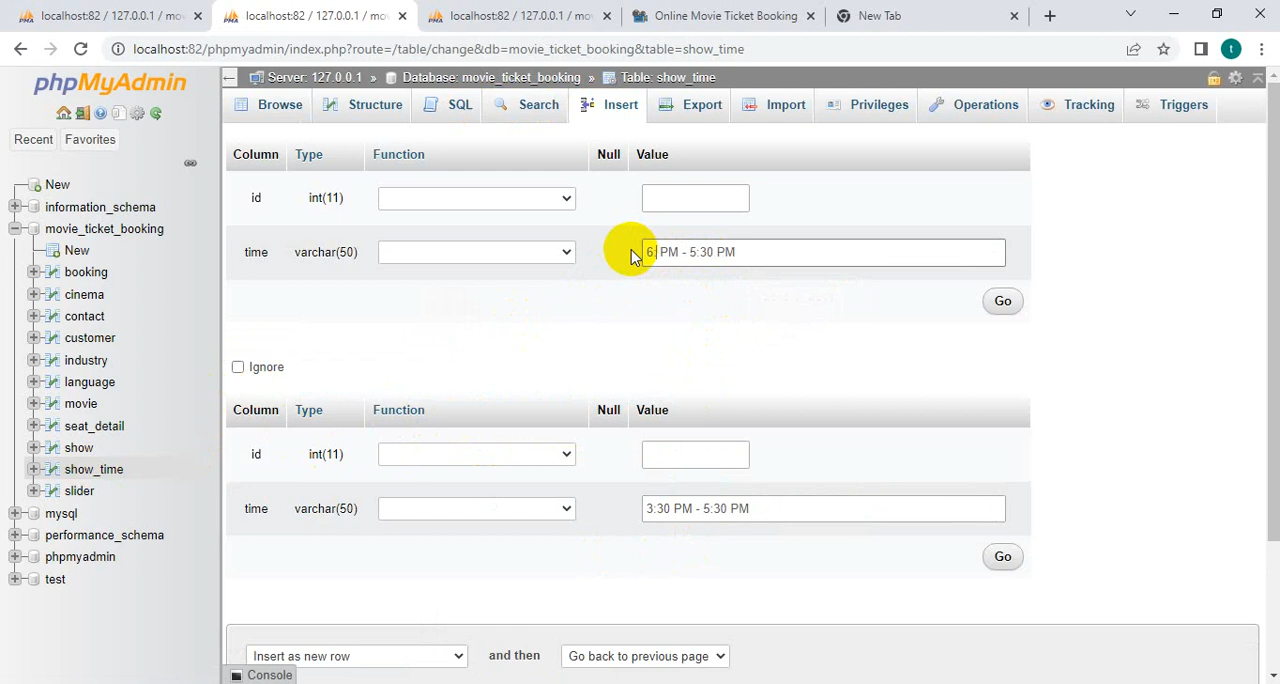 localhost:82 / 127.0.0.1 / mo
localhost:82 / 127.0.0.1 / mo
localhost:82 / 127.0.0.1 / mo
Online Movie Ticket Booking
New Tab
localhost:82/phpmyadmin/index.php?route=/table/change&db=movie_ticket_booking&table=show_time
t
phpMyAdmin
Server: 127.0.0.1 » Database: movie_ticket_booking » Table: show_time
Browse Structure SQL Search Insert Export Import Privileges Operations Tracking Triggers
Recent Favorites
New
information_schema
movie_ticket_booking
New
booking
cinema
contact
customer
industry
language
movie
seat_detail
show
show_time
slider
mysql
performance_schema
phpmyadmin
test
Column Type Function Null Value
id int(11)
time varchar(50) 6: PM - 5:30 PM
Go
Ignore
Column Type Function Null Value
id int(11)
time varchar(50) 3:30 PM - 5:30 PM
Go
Insert as new row and then Go back to previous page
Console